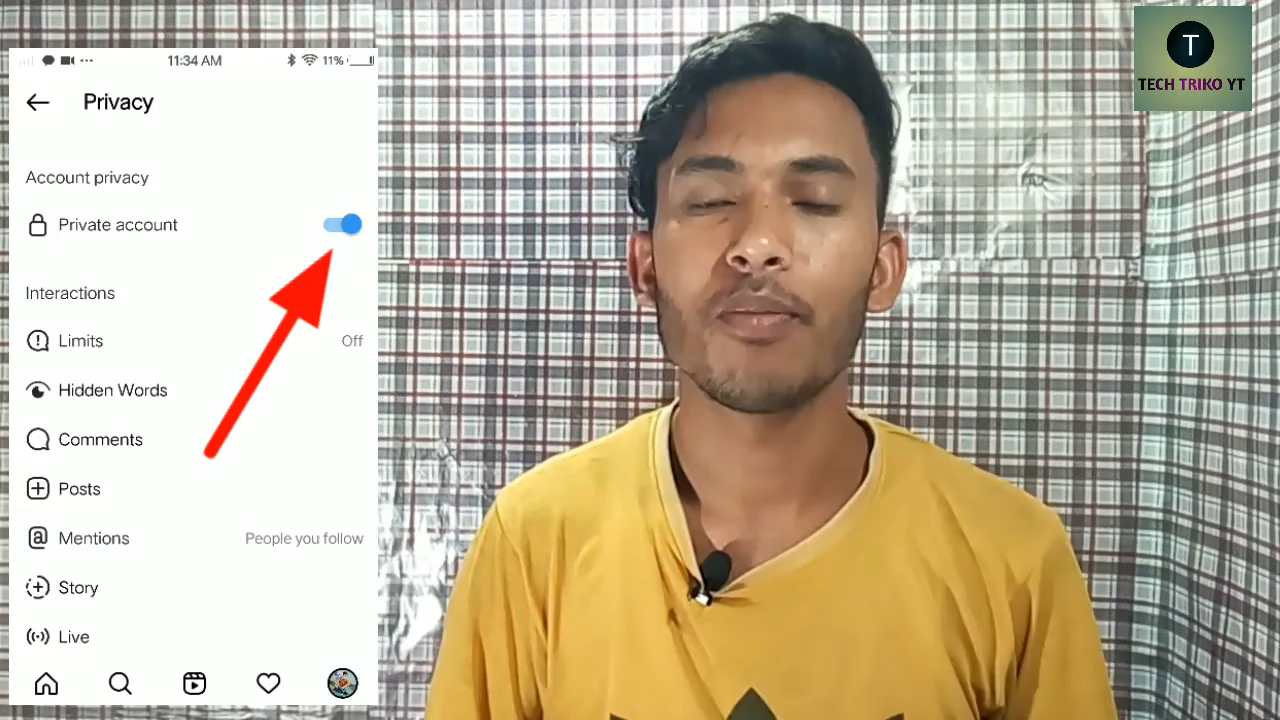 11:34 AM
11%
Privacy
Account privacy
Private account
Interactions
Limits
Off
Hidden Words
Comments
Posts
Mentions
People you follow
Story
Live
T
TECH TRIKO YT